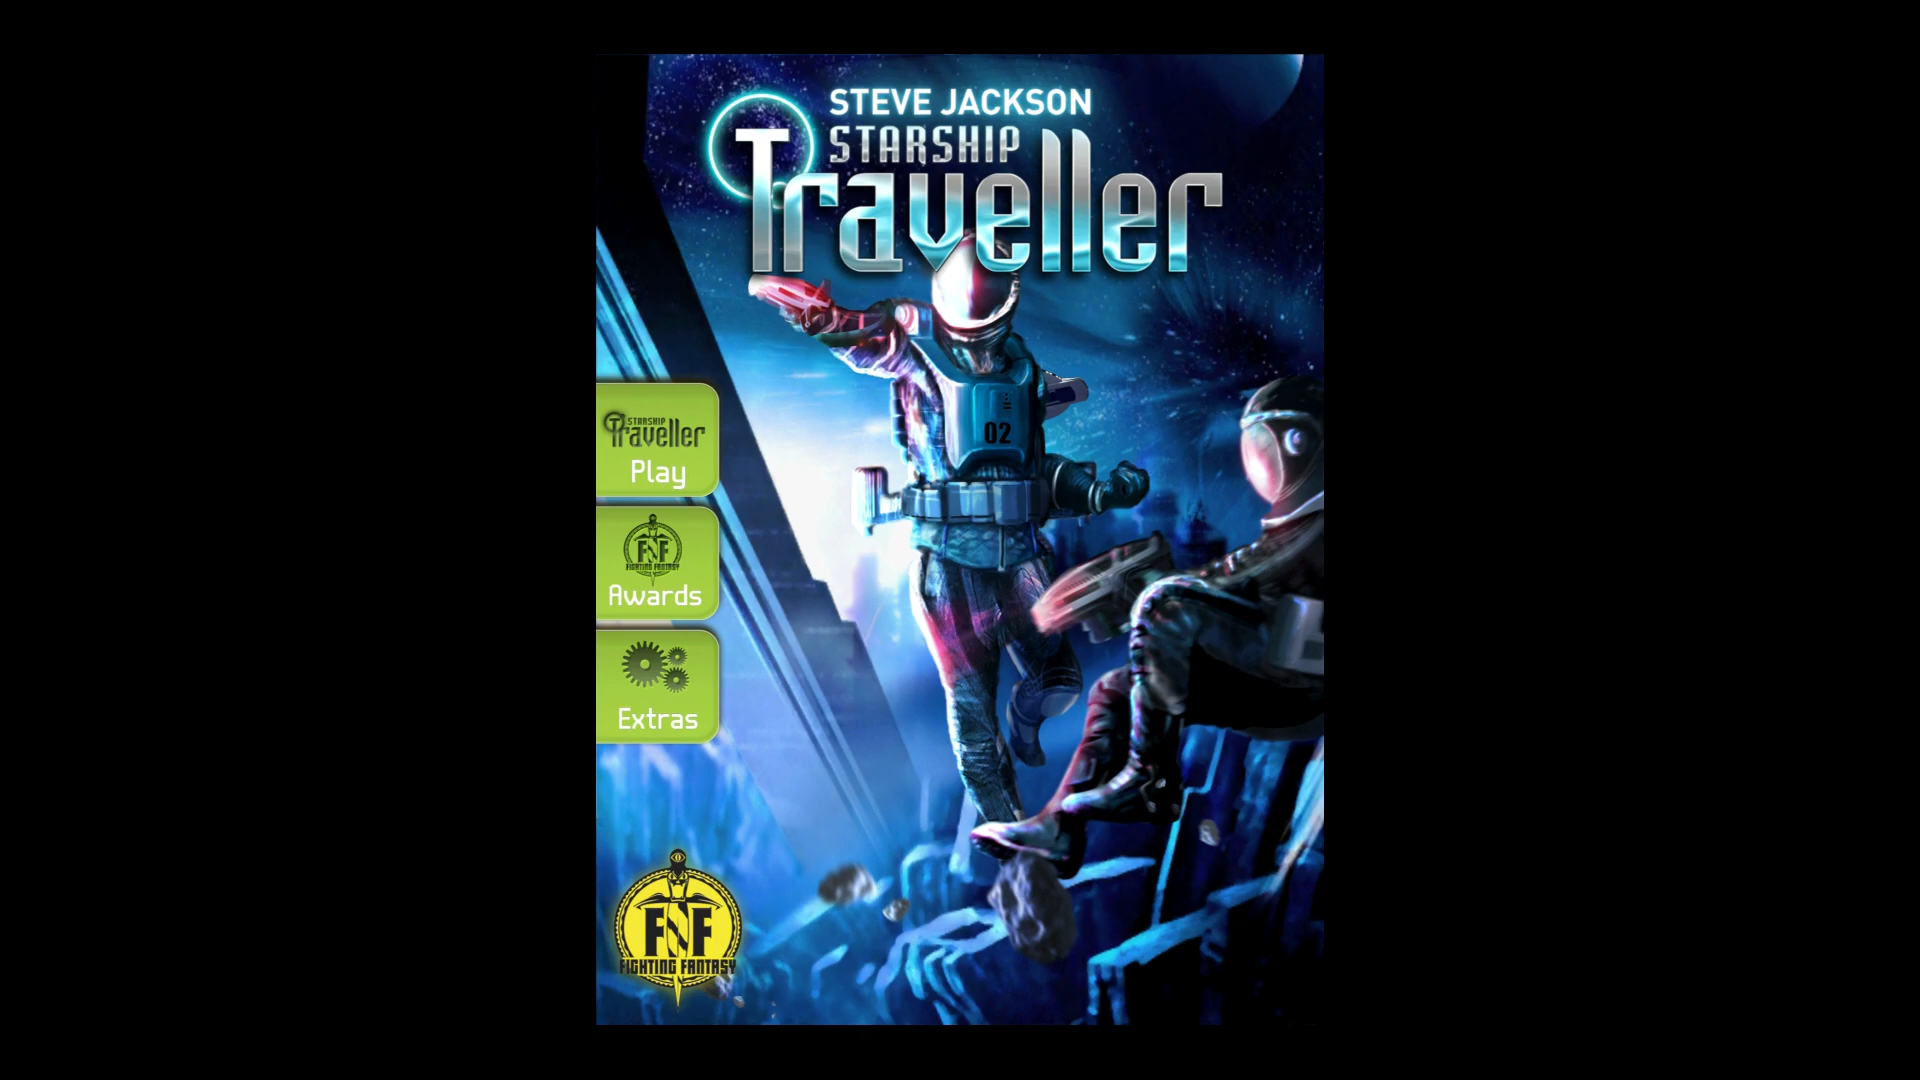 STEVE JACKSON
STARSHIP
Traveller
02
STARSHIP
Traveller
Play
FF
FIGHTING FANTASY
Awards
Extras
FF
FIGHTING FANTASY